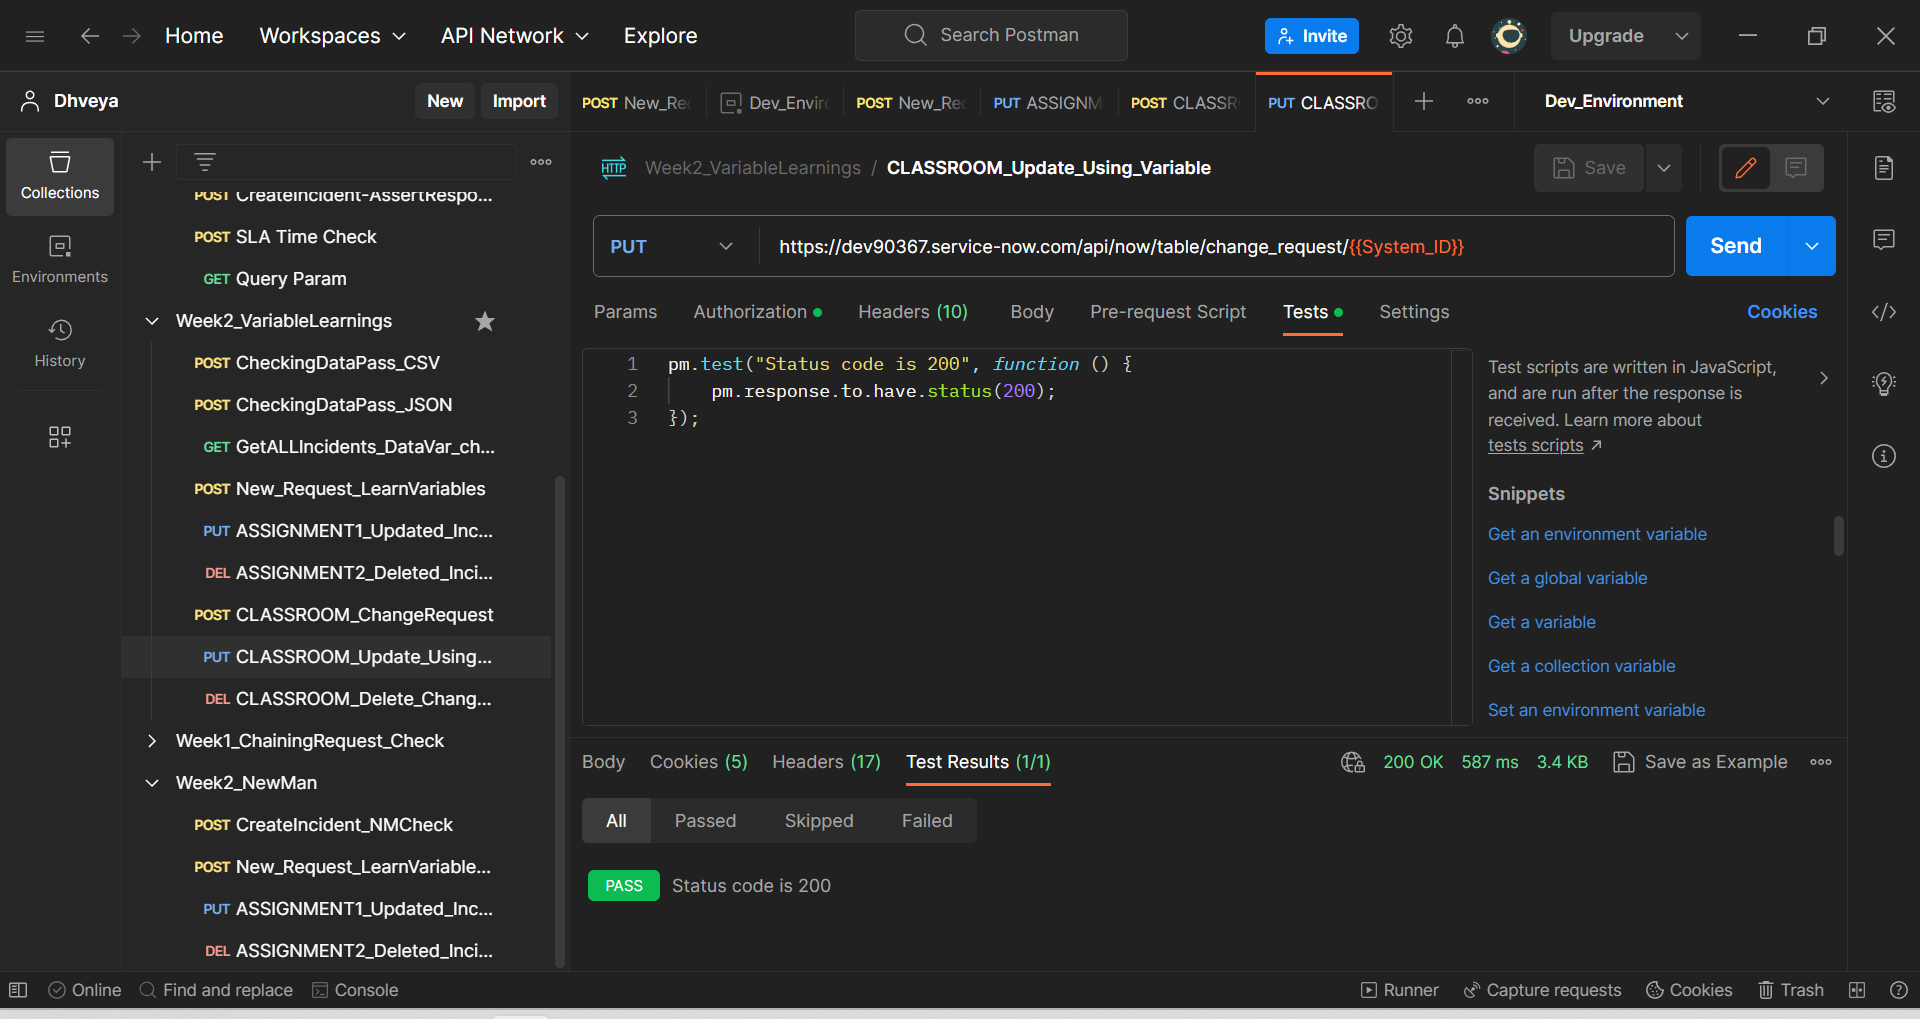 Home
Workspaces
API Network
Explore
Search Postman
Invite
Upgrade
Dhveya
New
Import
POST New_Rec
Dev_Envir
POST New_Rec
PUT ASSIGNM
POST CLASSR
PUT CLASSRO
Dev_Environment
Collections
Environments
History
POST CreateIncident-AssertRespo...
POST SLA Time Check
GET Query Param
Week2_VariableLearnings
POST CheckingDataPass_CSV
POST CheckingDataPass_JSON
GET GetALLIncidents_DataVar_ch...
POST New_Request_LearnVariables
PUT ASSIGNMENT1_Updated_Inc...
DEL ASSIGNMENT2_Deleted_Inci...
POST CLASSROOM_ChangeRequest
PUT CLASSROOM_Update_Using...
DEL CLASSROOM_Delete_Chang...
Week1_ChainingRequest_Check
Week2_NewMan
POST CreateIncident_NMCheck
POST New_Request_LearnVariable...
PUT ASSIGNMENT1_Updated_Inc...
DEL ASSIGNMENT2_Deleted_Inci...
HTTP Week2_VariableLearnings / CLASSROOM_Update_Using_Variable
Save
PUT
https://dev90367.service-now.com/api/now/table/change_request/{{System_ID}}
Send
Params
Authorization
Headers (10)
Body
Pre-request Script
Tests
Settings
Cookies
1 pm.test("Status code is 200", function () {
2 pm.response.to.have.status(200);
3 });
Test scripts are written in JavaScript,
and are run after the response is
received. Learn more about
tests scripts ↗
Snippets
Get an environment variable
Get a global variable
Get a variable
Get a collection variable
Set an environment variable
Body
Cookies (5)
Headers (17)
Test Results (1/1)
200 OK
587 ms
3.4 KB
Save as Example
All
Passed
Skipped
Failed
PASS
Status code is 200
Online
Find and replace
Console
Runner
Capture requests
Cookies
Trash